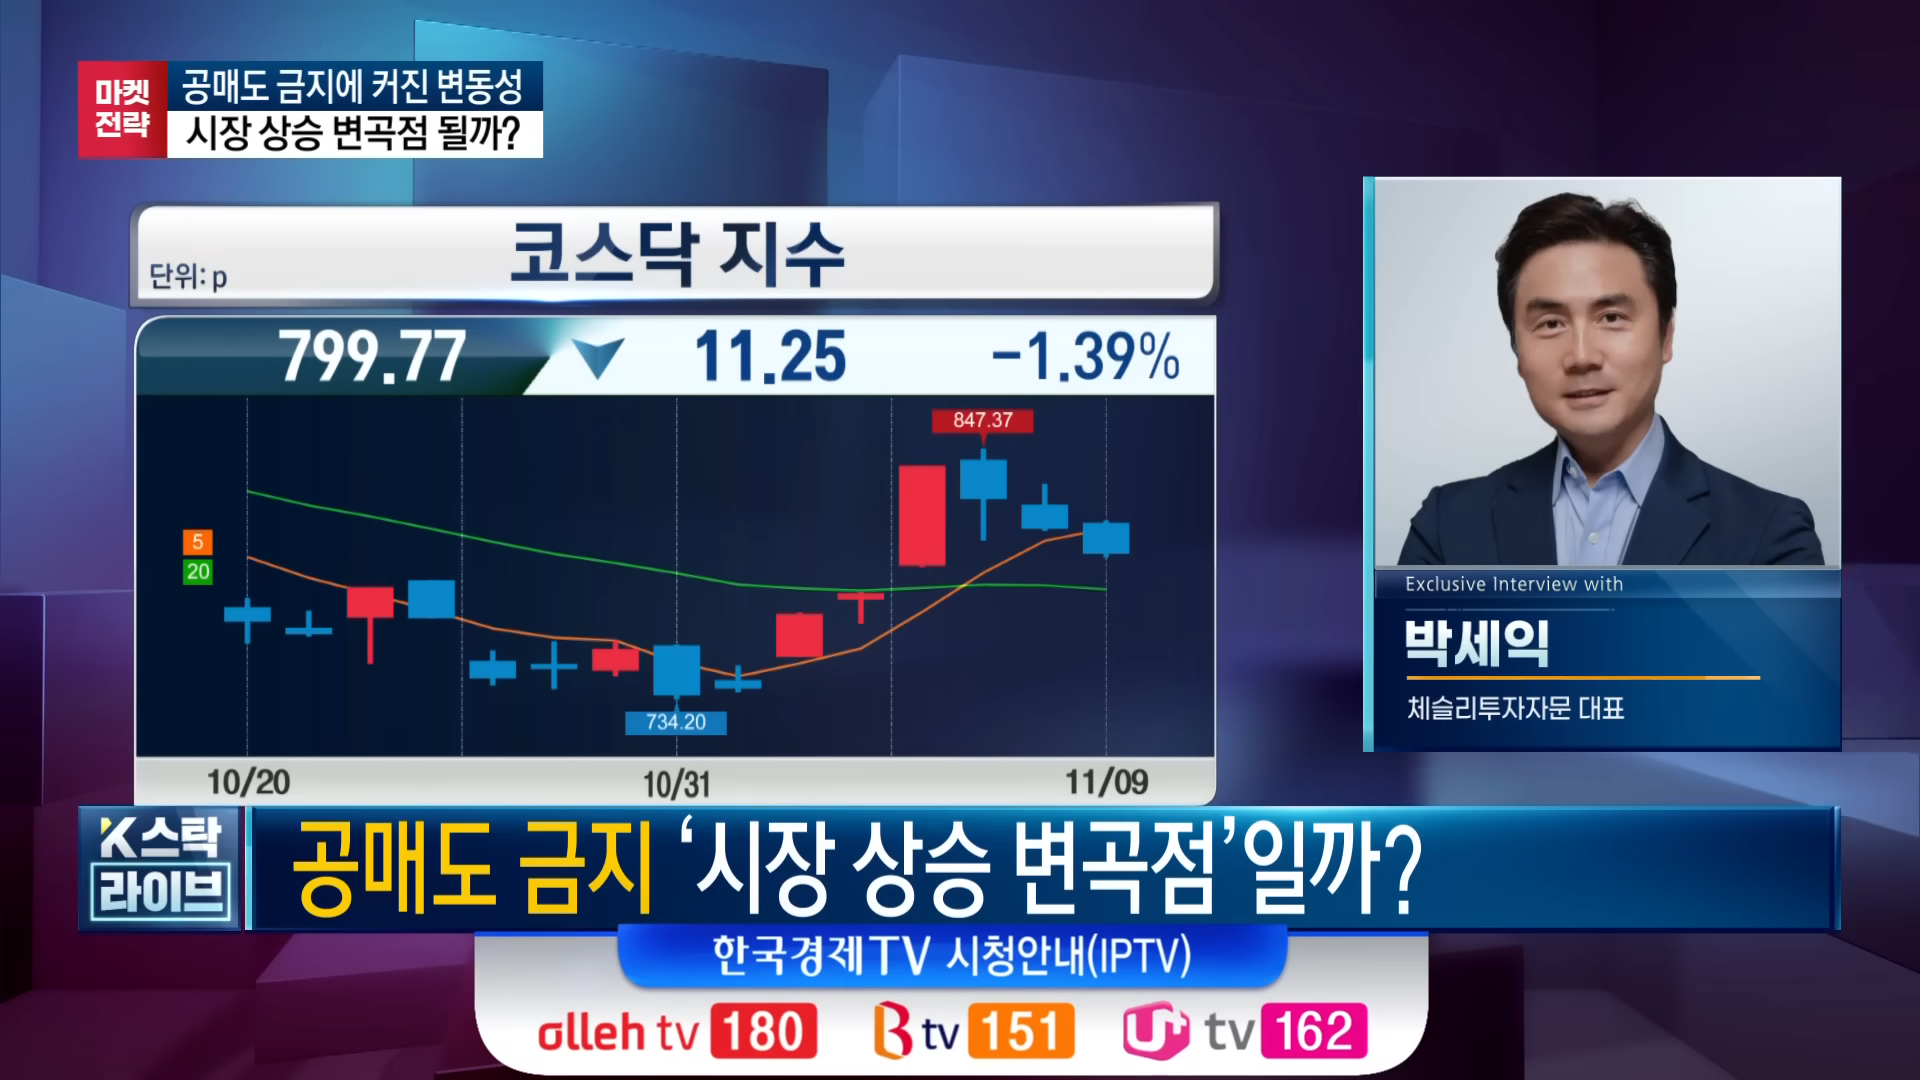 마켓
전략
공매도 금지에 커진 변동성
시장 상승 변곡점 될까?
코스닥 지수
단위: p
799.77 ▼ 11.25 -1.39%
847.37
5
20
734.20
10/20 10/31 11/09
Exclusive Interview with
박세익
체슬리투자자문 대표
K스탁
라이브
공매도 금지 ‘시장 상승 변곡점’일까?
한국경제TV 시청안내(IPTV)
olleh tv 180 B tv 151 U+ tv 162